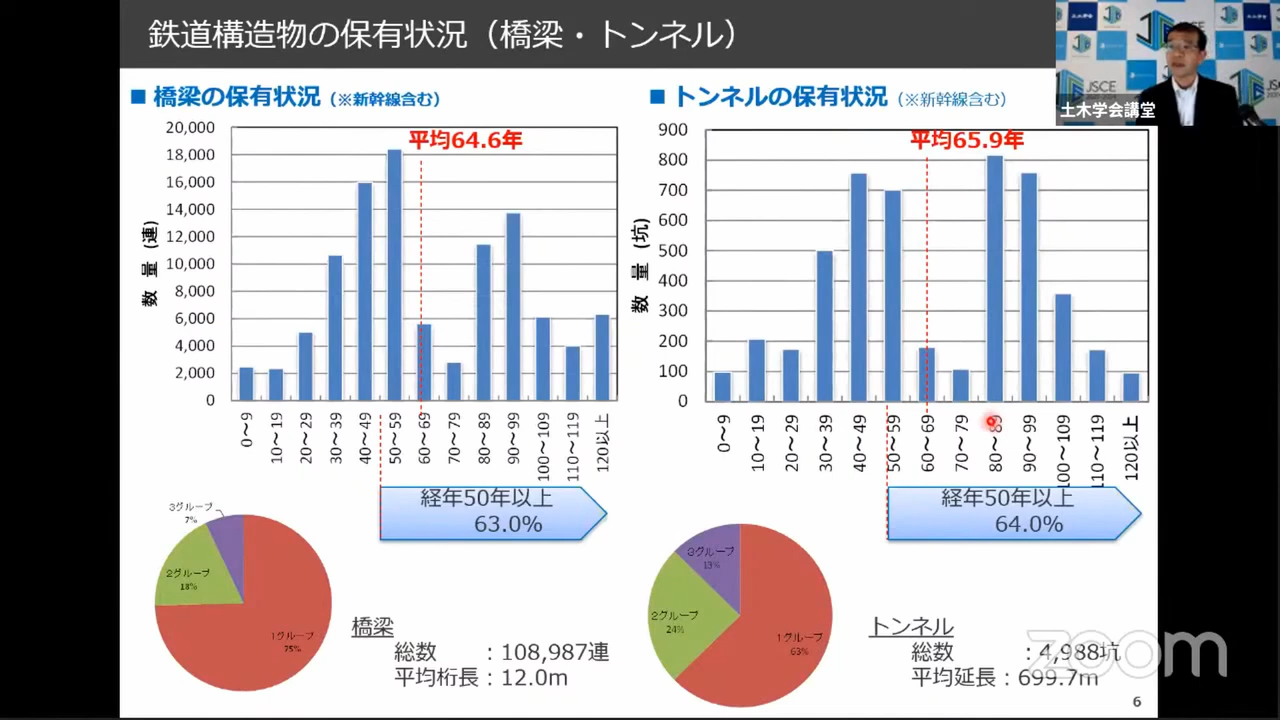 鉄道構造物の保有状況（橋梁・トンネル）
JSCE
土木学会講堂
■ 橋梁の保有状況（※新幹線含む）
平均64.6年
数 量 （連）
20,000
18,000
16,000
14,000
12,000
10,000
8,000
6,000
4,000
2,000
0
0～9
10～19
20～29
30～39
40～49
50～59
60～69
70～79
80～89
90～99
100～109
110～119
120以上
経年50年以上
63.0%
■ トンネルの保有状況（※新幹線含む）
平均65.9年
数 量 （坑）
900
800
700
600
500
400
300
200
100
0
0～9
10～19
20～29
30～39
40～49
50～59
60～69
70～79
80～89
90～99
100～109
110～119
120以上
経年50年以上
64.0%
3グループ
7%
2グループ
18%
1グループ
75%
橋梁
総数 ：108,987連
平均桁長：12.0m
3グループ
13%
2グループ
24%
1グループ
63%
トンネル
総数 ：4,988坑
平均延長：699.7m
zoom
6